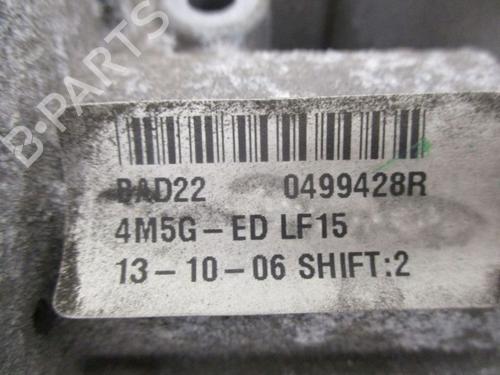 B-PARTS
BAD22 0499428R
4M5G-ED LF15
13-10-06 SHIFT:2